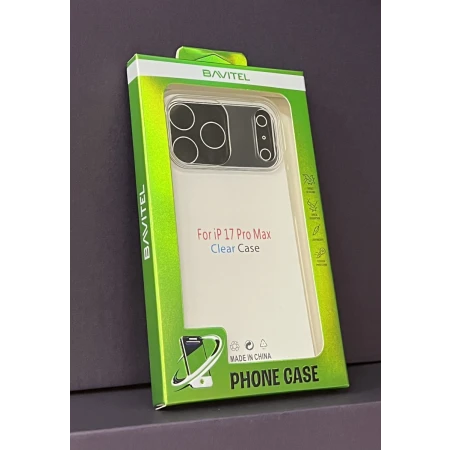 BAVITEL
BAVITEL
For iP 17 Pro Max
Clear Case
MADE IN CHINA
PHONE CASE